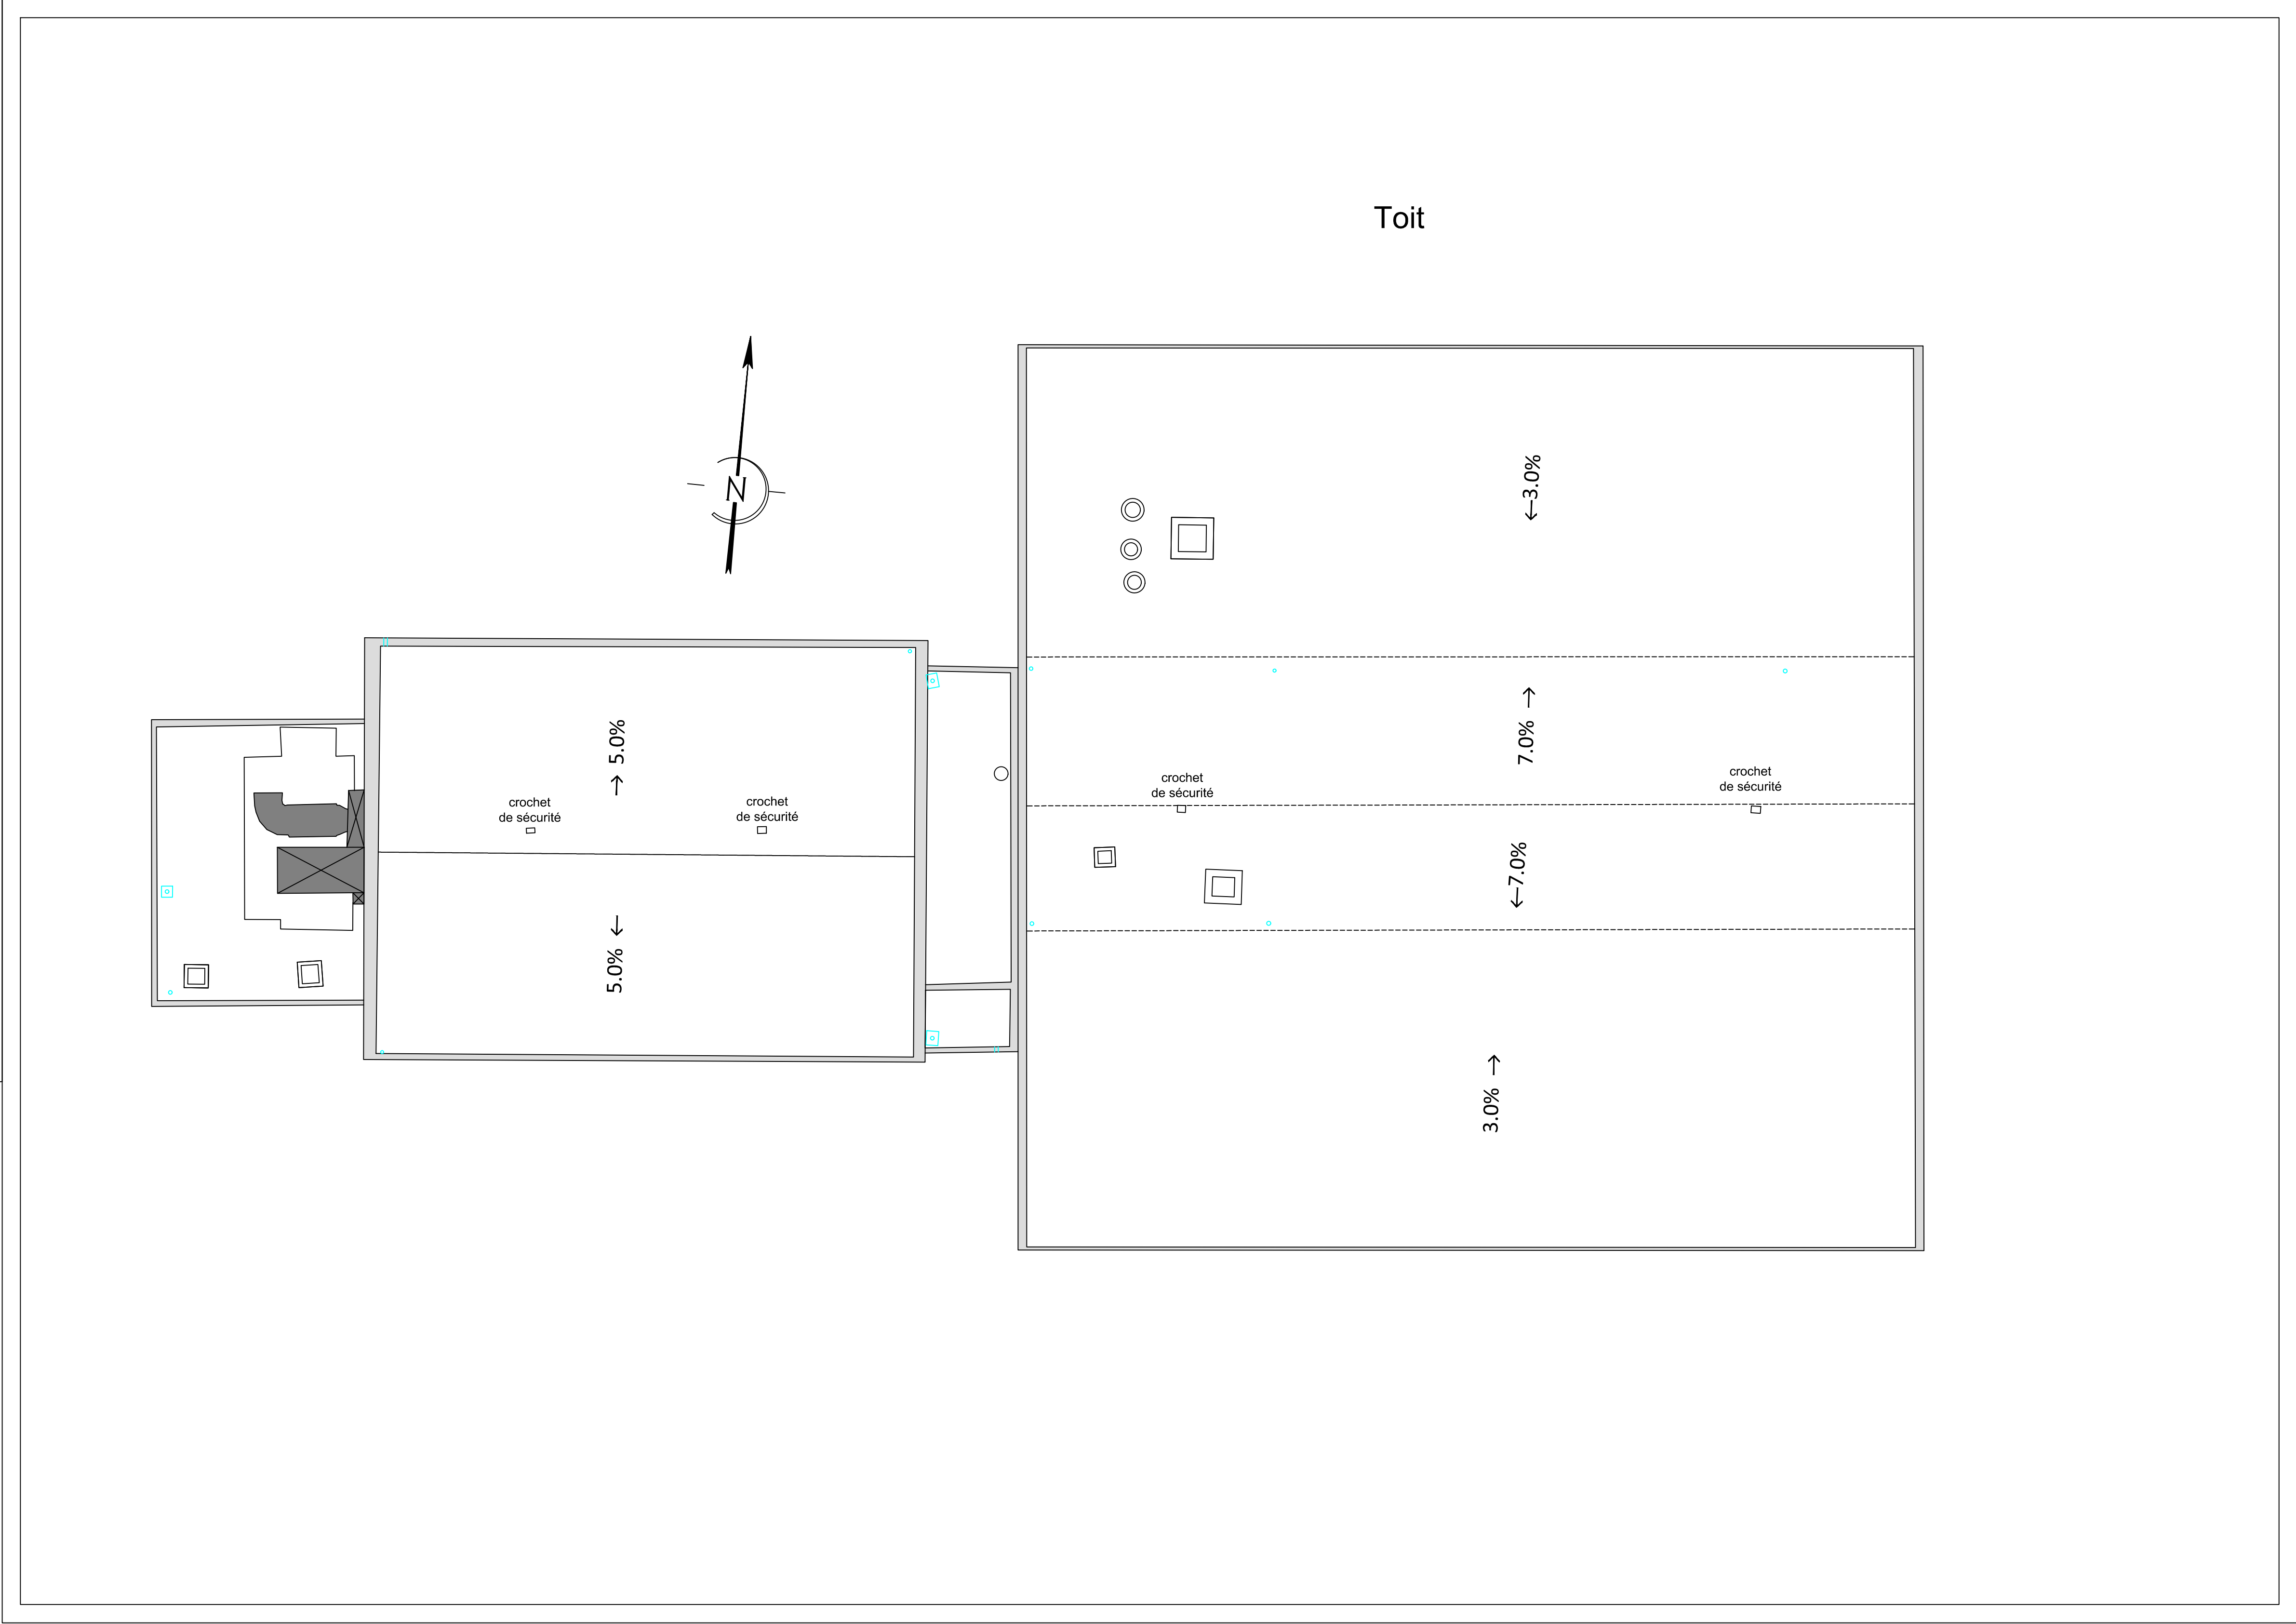 Toit
N
←3.0%
→ 5.0%
7.0% →
crochet
de sécurité
crochet
de sécurité
crochet
de sécurité
crochet
de sécurité
←7.0%
5.0% ←
3.0% →